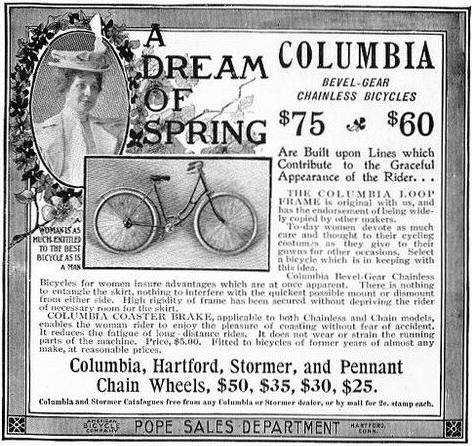 A
DREAM
OF
SPRING
COLUMBIA
BEVEL-GEAR
CHAINLESS BICYCLES
$75 $60
Are Built upon Lines which
Contribute to the Graceful
Appearance of the Rider. . .
THE COLUMBIA LOOP
FRAME is original with us, and
has the endorsement of being wide-
ly copied by other makers.
To-day women devote as much
care and thought to their cycling
costumes as they give to their
gowns for other occasions. Select
a bicycle which is in keeping with
this idea.
A
WOMAN IS AS
MUCH ENTITLED
TO THE BEST
BICYCLE AS IS
A MAN
Columbia Bevel-Gear Chainless
Bicycles for women insure advantages which are at once apparent. There is nothing
to entangle the skirt, nothing to interfere with the quickest possible mount or dismount
from either side. High rigidity of frame has been secured without depriving the rider
of necessary room for the skirt.
COLUMBIA COASTER BRAKE, applicable to both Chainless and Chain models,
enables the woman rider to enjoy the pleasure of coasting without fear of accident.
It reduces the fatigue of long distance rides. It does not wear or strain the running
parts of the machine. Price, $5.00. Fitted to bicycles of former years of almost any
make, at reasonable prices.
Columbia, Hartford, Stormer, and Pennant
Chain Wheels, $50, $35, $30, $25.
Columbia and Stormer Catalogues free from any Columbia or Stormer dealer, or by mail for 2c. stamp each.
AMERICAN
BICYCLE
COMPANY
POPE SALES DEPARTMENT
HARTFORD,
CONN.